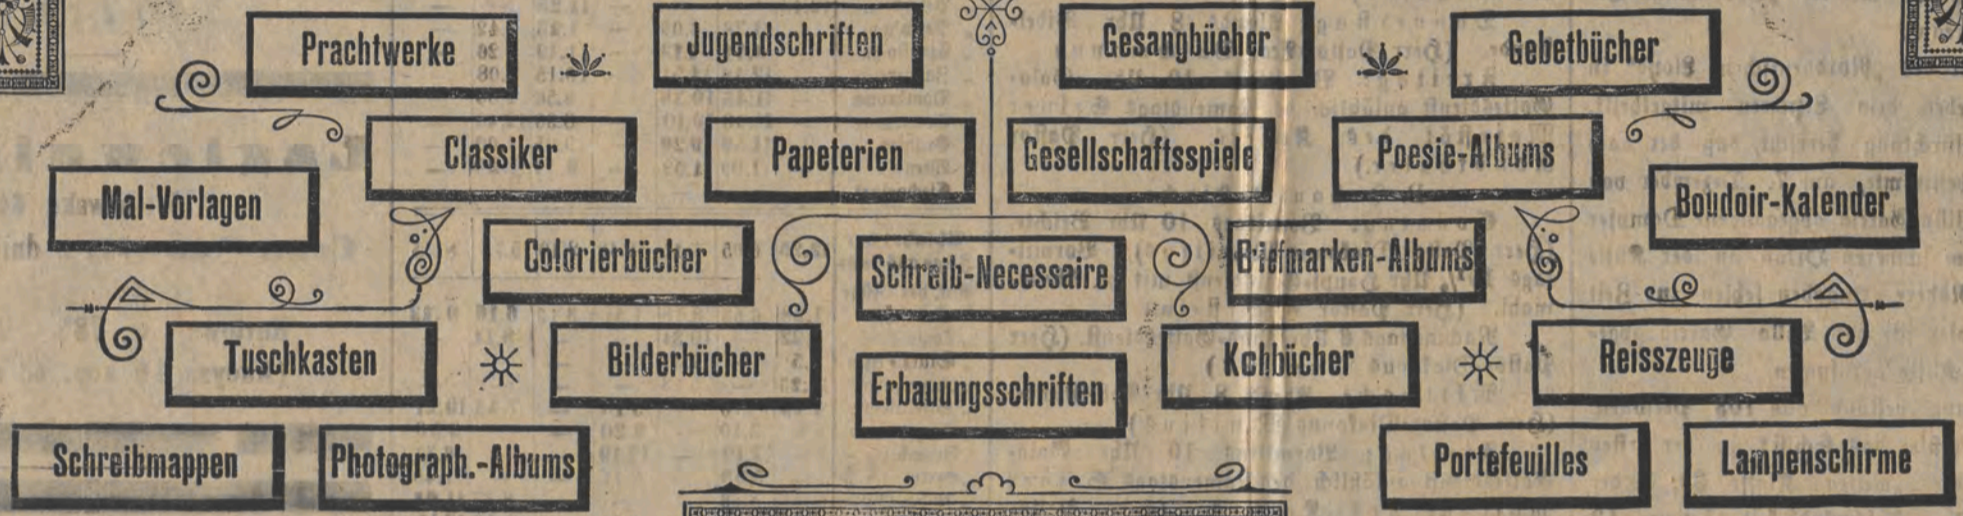 Prachtwerke
Jugendschriften
Gesangbücher
Gebetbücher
Classiker
Papeterien
Gesellschaftsspiele
Poesie-Albums
Mal-Vorlagen
Boudoir-Kalender
Colorierbücher
Schreib-Necessaire
Briefmarken-Albums
Tuschkasten
Bilderbücher
Erbauungsschriften
Kochbücher
Reisszeuge
Schreibmappen
Photograph.-Albums
Portefeuilles
Lampenschirme